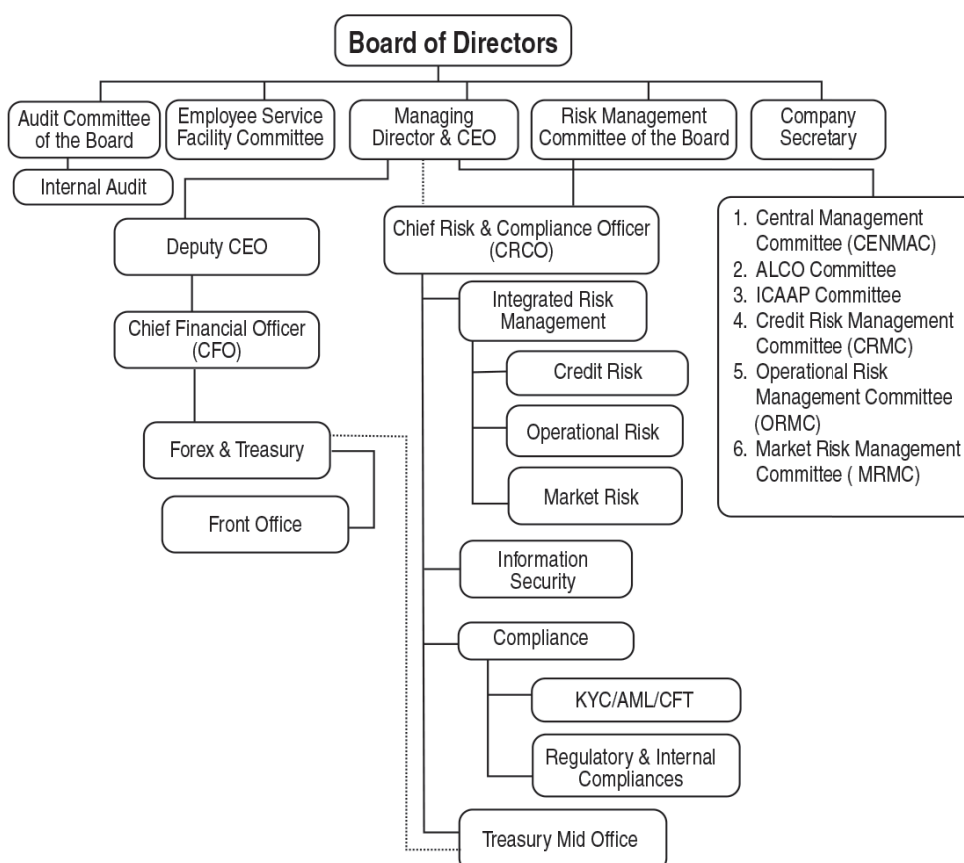 Board of Directors
Audit Committee
of the Board
Employee Service
Facility Committee
Managing
Director & CEO
Risk Management
Committee of the Board
Company
Secretary
Internal Audit
Deputy CEO
Chief Risk & Compliance Officer
(CRCO)
1. Central Management
Committee (CENMAC)
2. ALCO Committee
3. ICAAP Committee
4. Credit Risk Management
Committee (CRMC)
5. Operational Risk
Management Committee
(ORMC)
6. Market Risk Management
Committee ( MRMC)
Chief Financial Officer
(CFO)
Integrated Risk
Management
Credit Risk
Operational Risk
Market Risk
Forex & Treasury
Front Office
Information
Security
Compliance
KYC/AML/CFT
Regulatory & Internal
Compliances
Treasury Mid Office